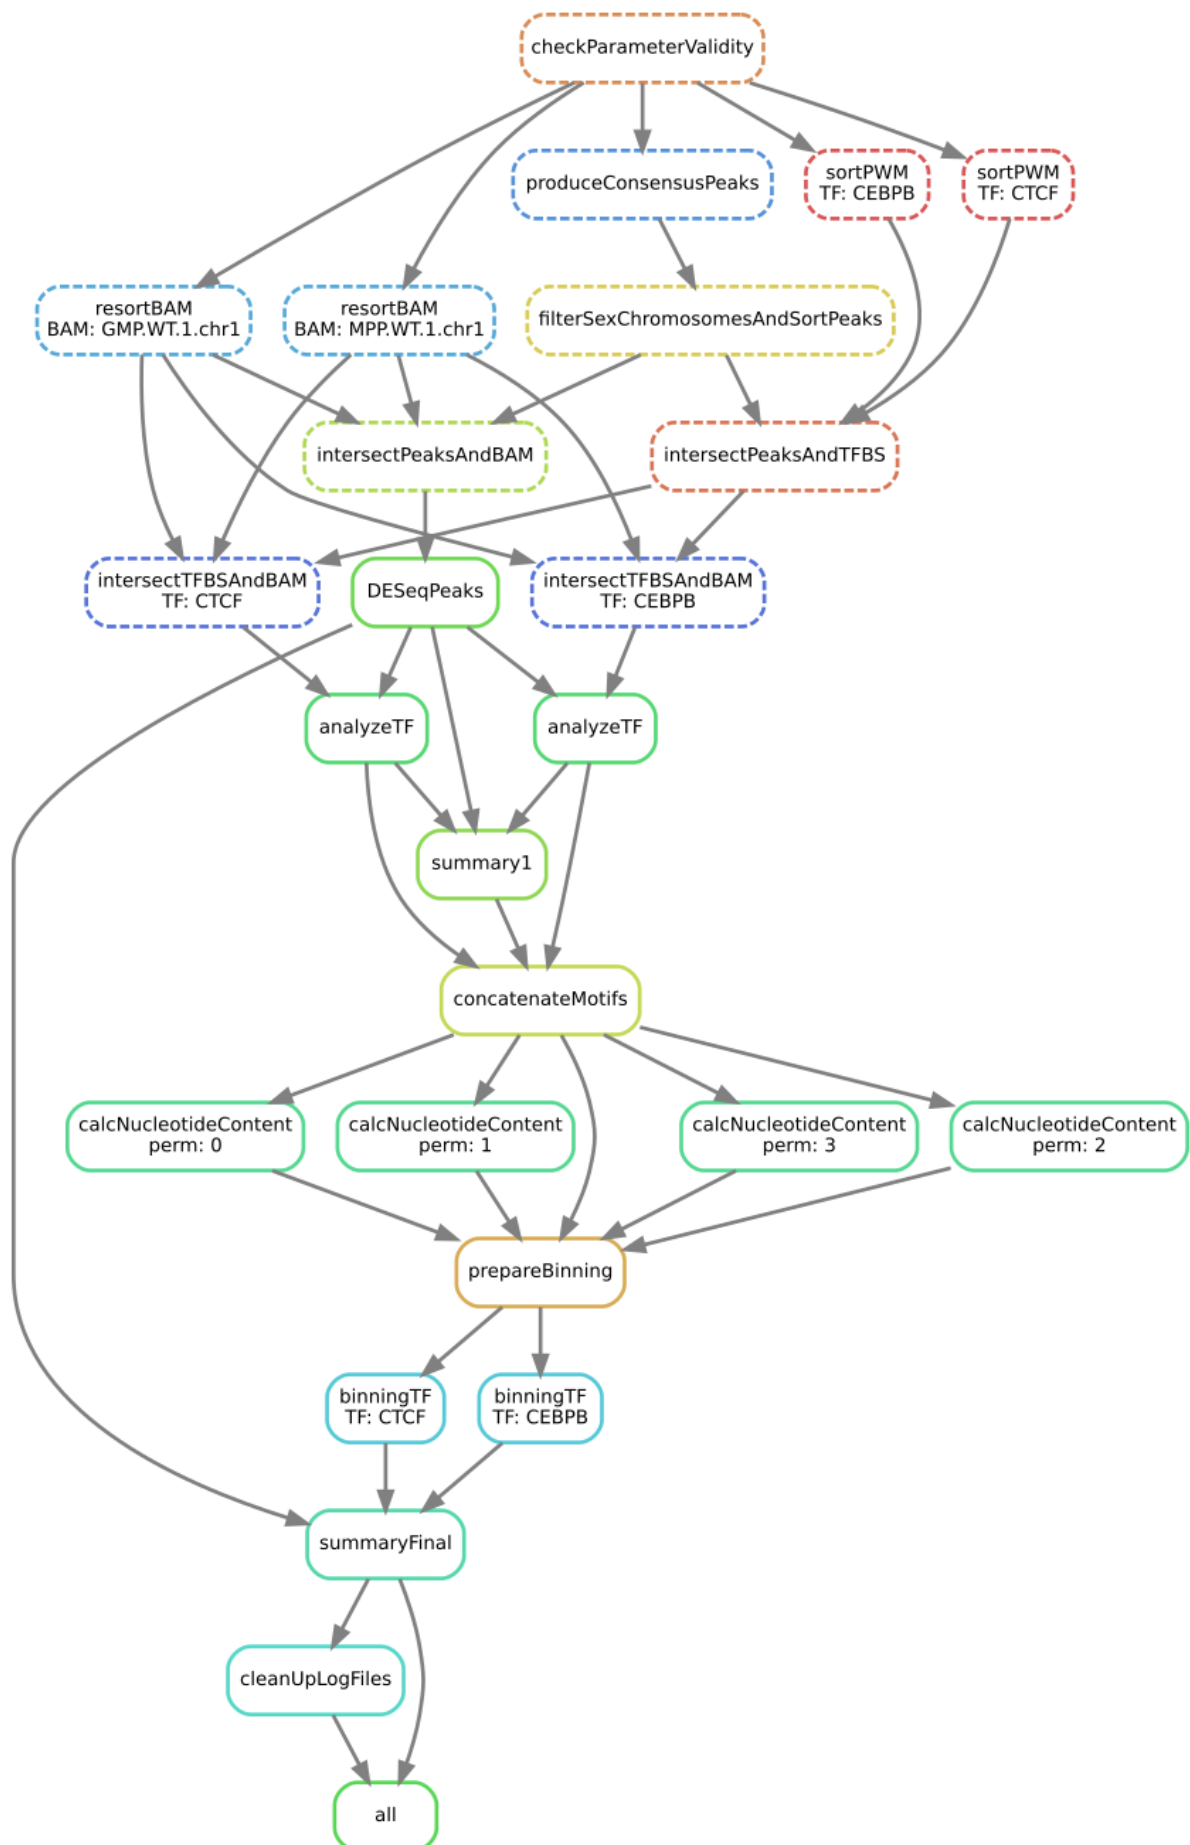 checkParameterValidity
produceConsensusPeaks
sortPWM
TF: CEBPB
sortPWM
TF: CTCF
resortBAM
BAM: GMP.WT.1.chr1
resortBAM
BAM: MPP.WT.1.chr1
filterSexChromosomesAndSortPeaks
intersectPeaksAndBAM
intersectPeaksAndTFBS
intersectTFBSAndBAM
TF: CTCF
DESeqPeaks
intersectTFBSAndBAM
TF: CEBPB
analyzeTF
analyzeTF
summary1
concatenateMotifs
calcNucleotideContent
perm: 0
calcNucleotideContent
perm: 1
calcNucleotideContent
perm: 3
calcNucleotideContent
perm: 2
prepareBinning
binningTF
TF: CTCF
binningTF
TF: CEBPB
summaryFinal
cleanUpLogFiles
all